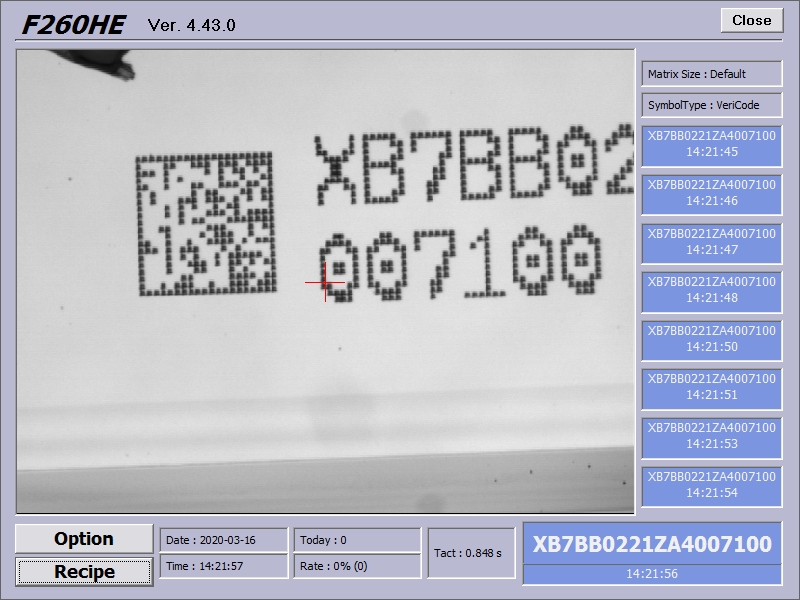 F260HE Ver. 4.43.0
Close
XB7BB02
007100
Matrix Size : Default
SymbolType : VeriCode
XB7BB0221ZA4007100
14:21:45
XB7BB0221ZA4007100
14:21:46
XB7BB0221ZA4007100
14:21:47
XB7BB0221ZA4007100
14:21:48
XB7BB0221ZA4007100
14:21:50
XB7BB0221ZA4007100
14:21:51
XB7BB0221ZA4007100
14:21:53
XB7BB0221ZA4007100
14:21:54
Option
Recipe
Date : 2020-03-16
Time : 14:21:57
Today : 0
Rate : 0% (0)
Tact : 0.848 s
XB7BB0221ZA4007100
14:21:56